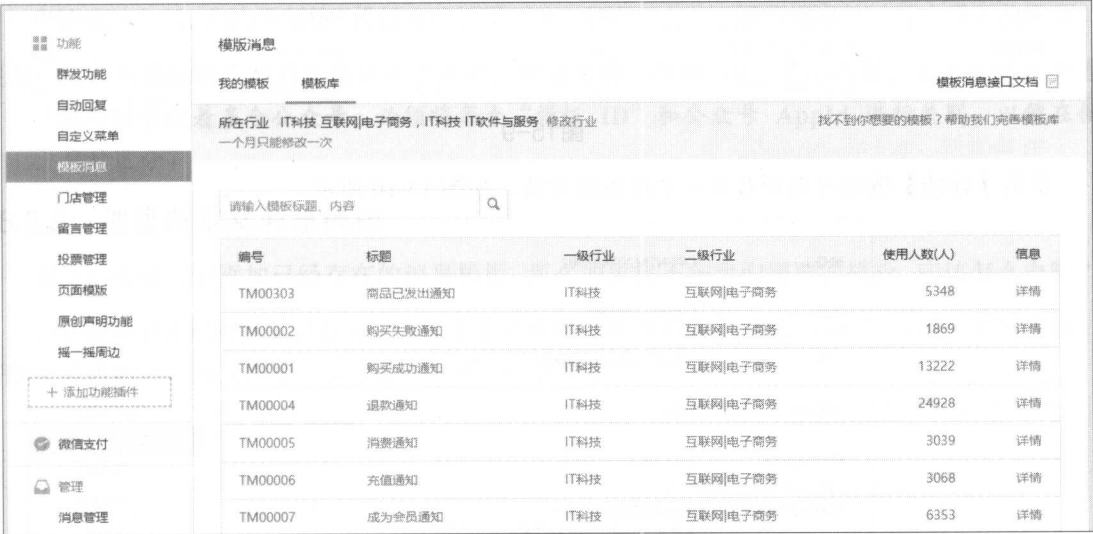 功能
群发功能
自动回复
自定义菜单
模板消息
门店管理
留言管理
投票管理
页面模版
原创声明功能
摇一摇周边
+ 添加功能插件
微信支付
管理
消息管理
模版消息
我的模板 模板库
模板消息接口文档
所在行业 IT科技 互联网|电子商务，IT科技 IT软件与服务 修改行业
一个月只能修改一次
找不到你想要的模板？帮助我们完善模板库
请输入模板标题、内容
编号 标题 一级行业 二级行业 使用人数(人) 信息
TM00303 商品已发出通知 IT科技 互联网|电子商务 5348 详情
TM00002 购买失败通知 IT科技 互联网|电子商务 1869 详情
TM00001 购买成功通知 IT科技 互联网|电子商务 13222 详情
TM00004 退款通知 IT科技 互联网|电子商务 24928 详情
TM00005 消费通知 IT科技 互联网|电子商务 3039 详情
TM00006 充值通知 IT科技 互联网|电子商务 3068 详情
TM00007 成为会员通知 IT科技 互联网|电子商务 6353 详情